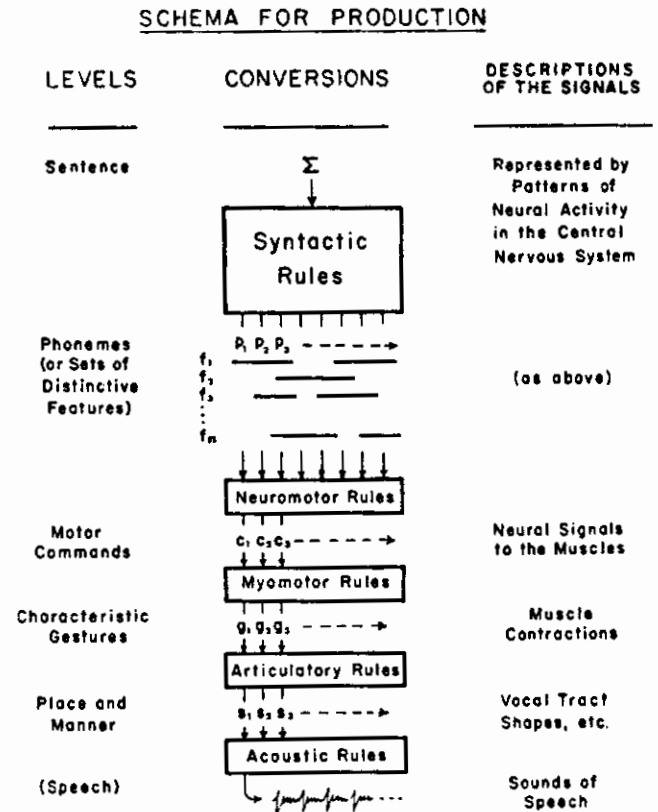 SCHEMA FOR PRODUCTION
LEVELS
CONVERSIONS
DESCRIPTIONS
OF THE SIGNALS
Sentence
Σ
Syntactic
Rules
Represented by
Patterns of
Neural Activity
in the Central
Nervous System
Phonemes
(or Sets of
Distinctive
Features)
P₁ P₂ P₃
f₁
f₂
f₃
fₙ
(as above)
Neuromotor Rules
Motor
Commands
c₁ c₂ c₃
Neural Signals
to the Muscles
Myomotor Rules
Characteristic
Gestures
g₁ g₂ g₃
Muscle
Contractions
Articulatory Rules
Place and
Manner
s₁ s₂ s₃
Vocal Tract
Shapes, etc.
Acoustic Rules
(Speech)
Sounds of
Speech